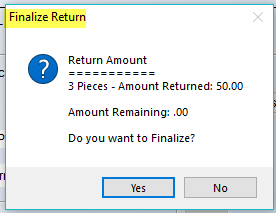 Finalize Return
Return Amount
===========
3 Pieces - Amount Returned: 50.00
Amount Remaining: .00
Do you want to Finalize?
Yes
No